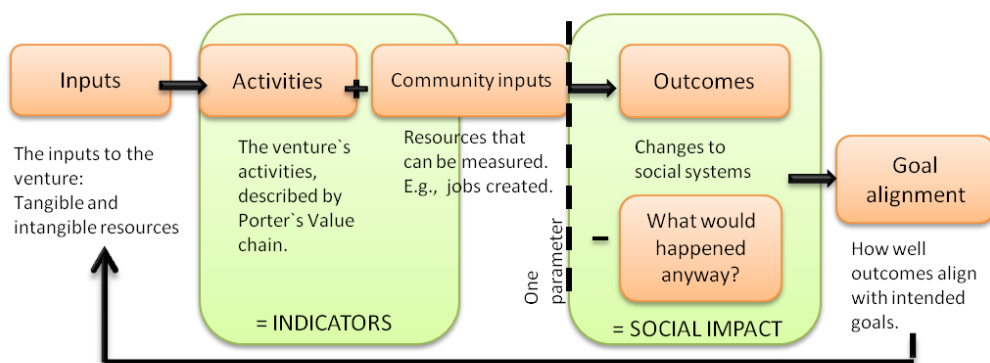 Inputs
Activities
+
Community inputs
Outcomes
The inputs to the
venture:
Tangible and
intangible resources
The venture`s
activities,
described by
Porter`s Value
chain.
Resources that
can be measured.
E.g., jobs created.
Changes to
social systems
Goal
alignment
One
parameter
-
What would
happened
anyway?
How well
outcomes align
with intended
goals.
= INDICATORS
= SOCIAL IMPACT